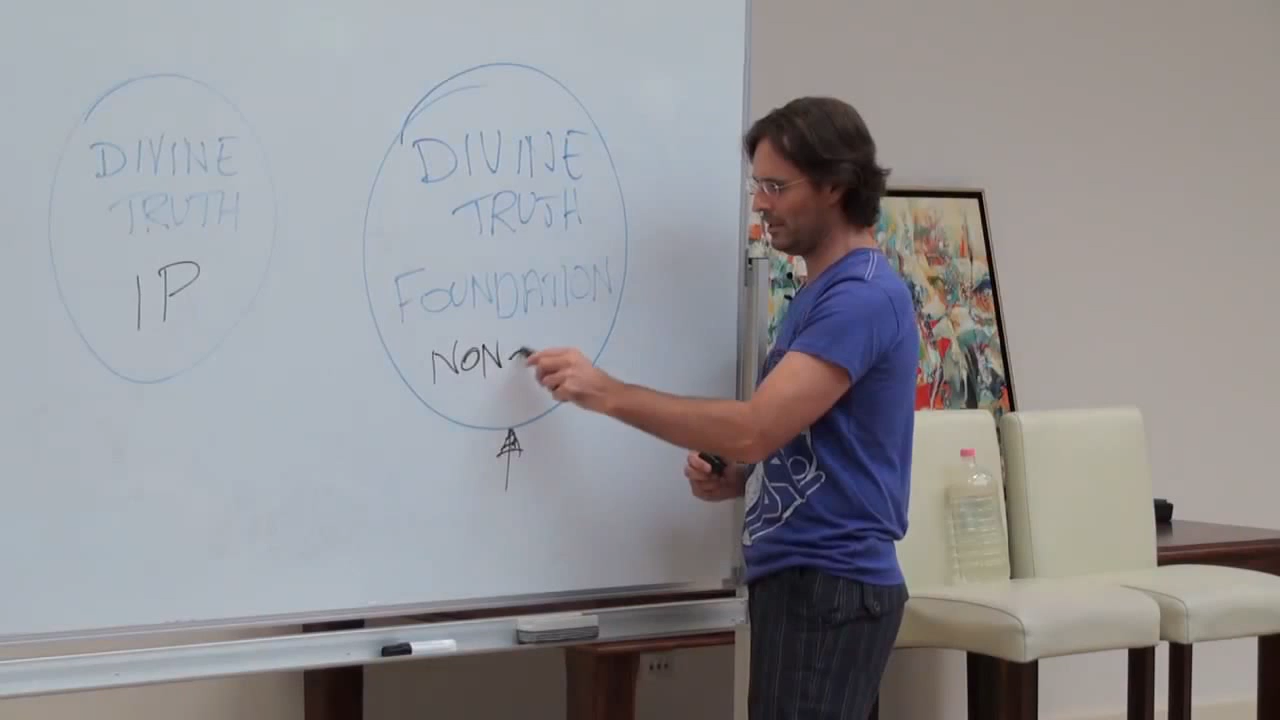 DIVINE
TRUTH
IP
DIVINE
TRUTH
FOUNDATION
NON-